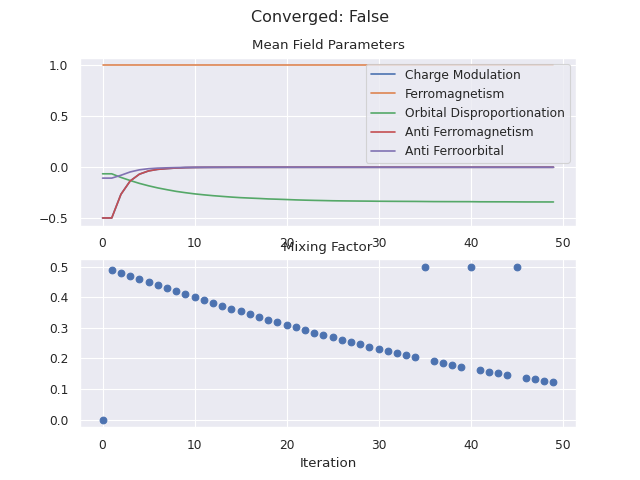 Converged: False
Mean Field Parameters
1.0
0.5
0.0
−0.5
Charge Modulation
Ferromagnetism
Orbital Disproportionation
Anti Ferromagnetism
Anti Ferroorbital
0 10 20 30 40 50
Mixing Factor
0.5
0.4
0.3
0.2
0.1
0.0
0 10 20 30 40 50
Iteration